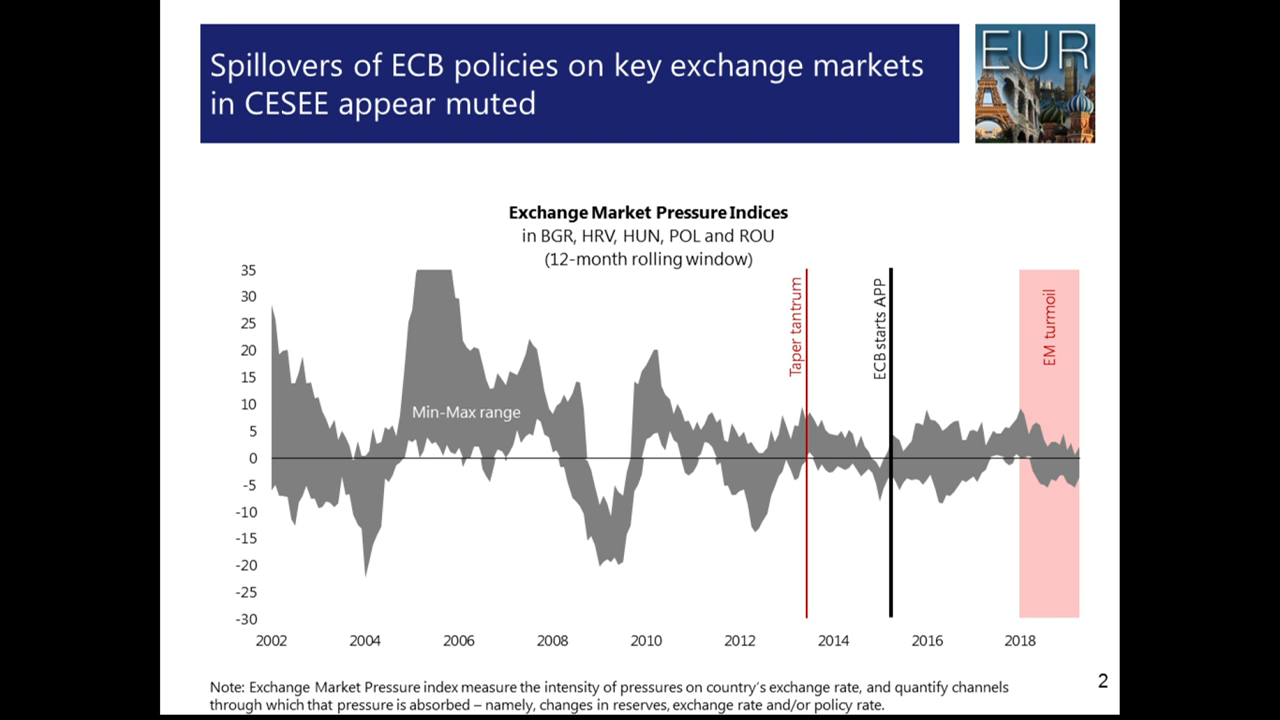 Spillovers of ECB policies on key exchange markets
in CESEE appear muted
EUR
Exchange Market Pressure Indices
in BGR, HRV, HUN, POL and ROU
(12-month rolling window)
35
30
25
20
15
10
5
0
-5
-10
-15
-20
-25
-30
Min-Max range
Taper tantrum
ECB starts APP
EM turmoil
2002 2004 2006 2008 2010 2012 2014 2016 2018
Note: Exchange Market Pressure index measure the intensity of pressures on country's exchange rate, and quantify channels
through which that pressure is absorbed – namely, changes in reserves, exchange rate and/or policy rate.
2